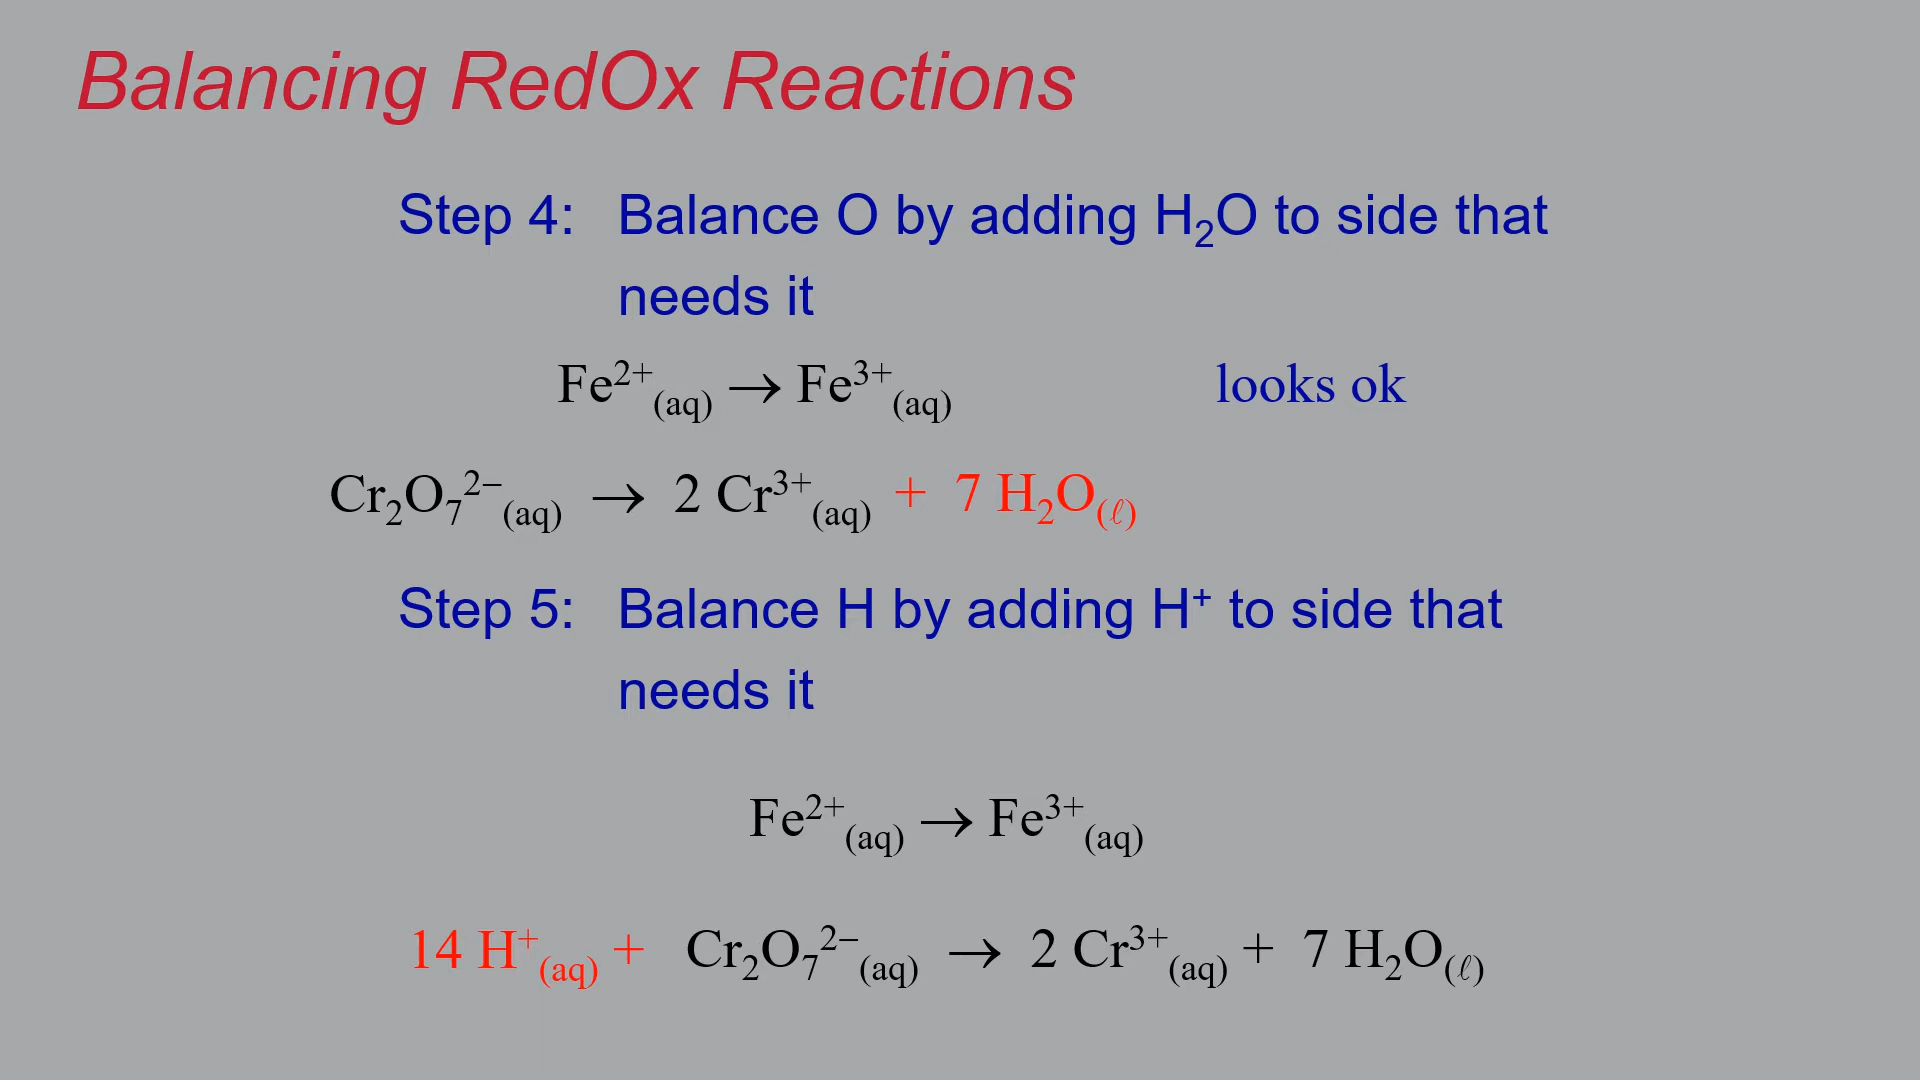 Balancing RedOx Reactions
Step 4: Balance O by adding H₂O to side that
needs it
Fe²⁺₍aq₎ → Fe³⁺₍aq₎ looks ok
Cr₂O₇²⁻₍aq₎ → 2 Cr³⁺₍aq₎ + 7 H₂O₍ℓ₎
Step 5: Balance H by adding H⁺ to side that
needs it
Fe²⁺₍aq₎ → Fe³⁺₍aq₎
14 H⁺₍aq₎ + Cr₂O₇²⁻₍aq₎ → 2 Cr³⁺₍aq₎ + 7 H₂O₍ℓ₎